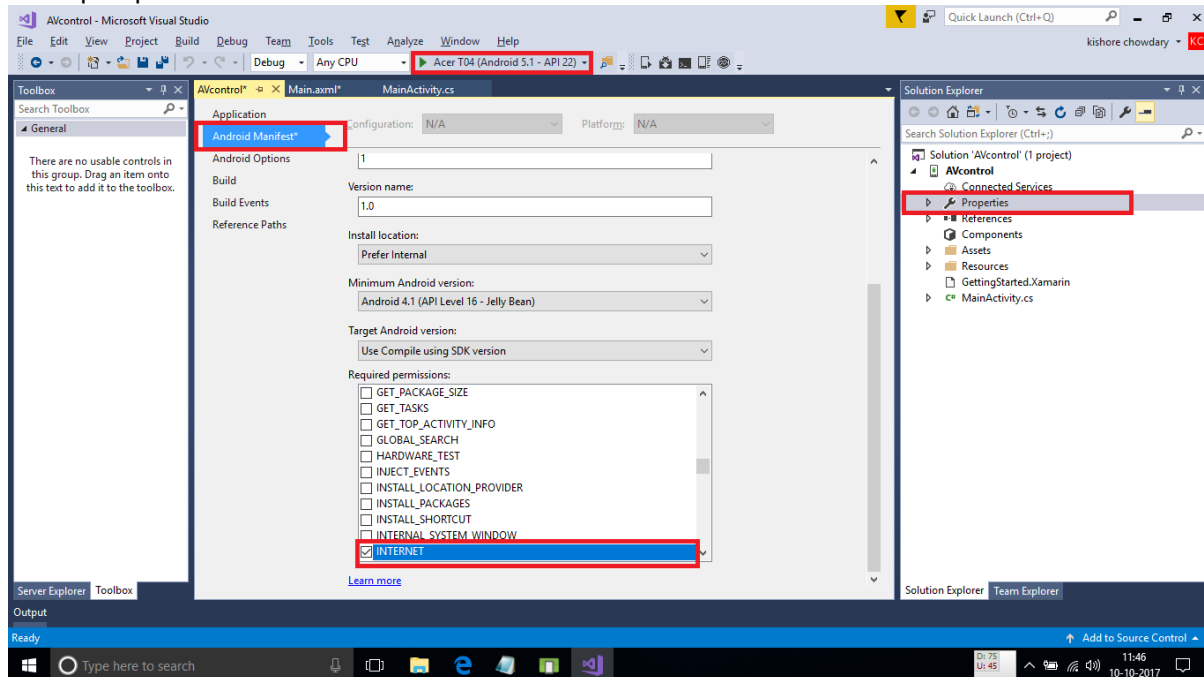 AVcontrol - Microsoft Visual Studio
Quick Launch (Ctrl+Q)
File Edit View Project Build Debug Team Tools Test Analyze Window Help
kishore chowdary KC
Debug Any CPU Acer T04 (Android 5.1 - API 22)
Toolbox
Search Toolbox
General
There are no usable controls in
this group. Drag an item onto
this text to add it to the toolbox.
Server Explorer Toolbox
AVcontrol* Main.axml* MainActivity.cs
Application
Android Manifest*
Android Options
Build
Build Events
Reference Paths
Configuration: N/A Platform: N/A
1
Version name:
1.0
Install location:
Prefer Internal
Minimum Android version:
Android 4.1 (API Level 16 - Jelly Bean)
Target Android version:
Use Compile using SDK version
Required permissions:
GET_PACKAGE_SIZE
GET_TASKS
GET_TOP_ACTIVITY_INFO
GLOBAL_SEARCH
HARDWARE_TEST
INJECT_EVENTS
INSTALL_LOCATION_PROVIDER
INSTALL_PACKAGES
INSTALL_SHORTCUT
INTERNAL_SYSTEM_WINDOW
INTERNET
Learn more
Solution Explorer
Search Solution Explorer (Ctrl+;)
Solution 'AVcontrol' (1 project)
AVcontrol
Connected Services
Properties
References
Components
Assets
Resources
GettingStarted.Xamarin
C# MainActivity.cs
Solution Explorer Team Explorer
Output
Ready
Add to Source Control
Type here to search
D: 75
U: 45
11:46
10-10-2017